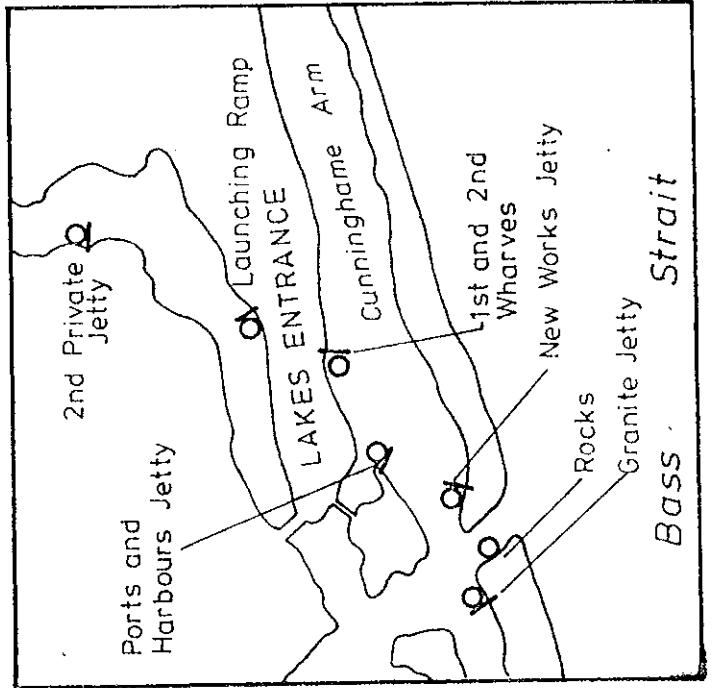 2nd Private
Jetty
Launching Ramp
Ports and
Harbours Jetty
LAKES ENTRANCE
Cunninghame Arm
1st and 2nd
Wharves
New Works Jetty
Rocks
Granite Jetty
Bass Strait